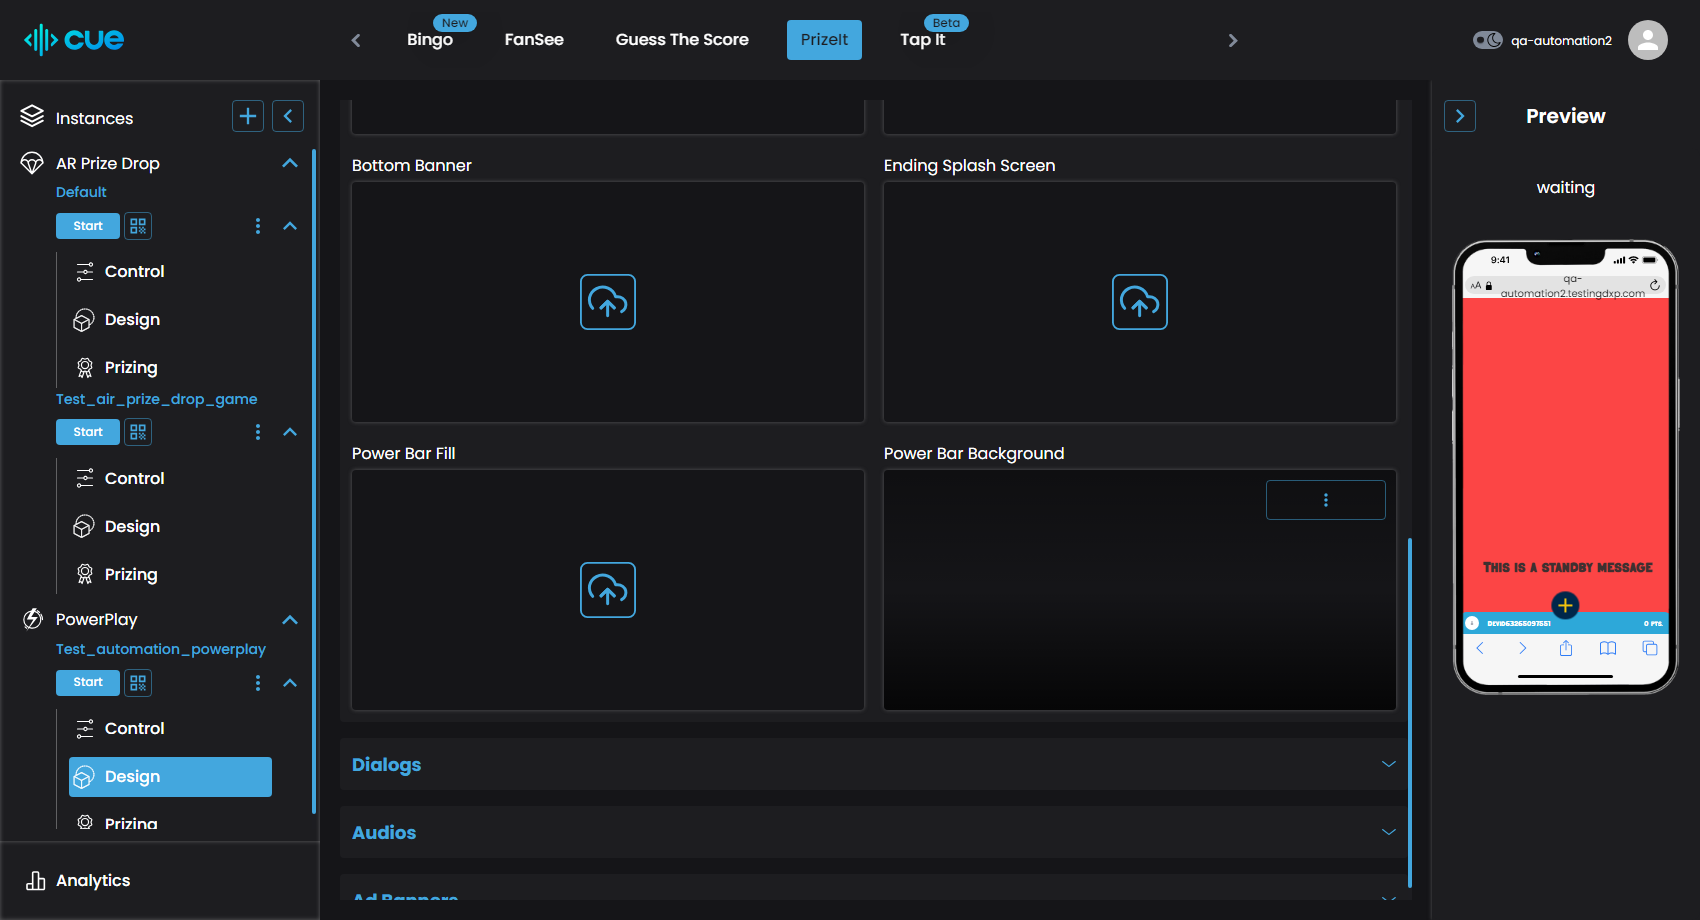 cue
New
Bingo
FanSee
Guess The Score
PrizeIt
Beta
Tap It
qa-automation2
Instances
AR Prize Drop
Default
Start
Control
Design
Prizing
Test_air_prize_drop_game
Start
Control
Design
Prizing
PowerPlay
Test_automation_powerplay
Start
Control
Design
Prizing
Analytics
Bottom Banner
Ending Splash Screen
Power Bar Fill
Power Bar Background
Dialogs
Audios
Ad Banners
Preview
waiting
9:41
AA
qa-
automation2.testingdxp.com
This is a standby message
DEVID63265097551
0 PTS.